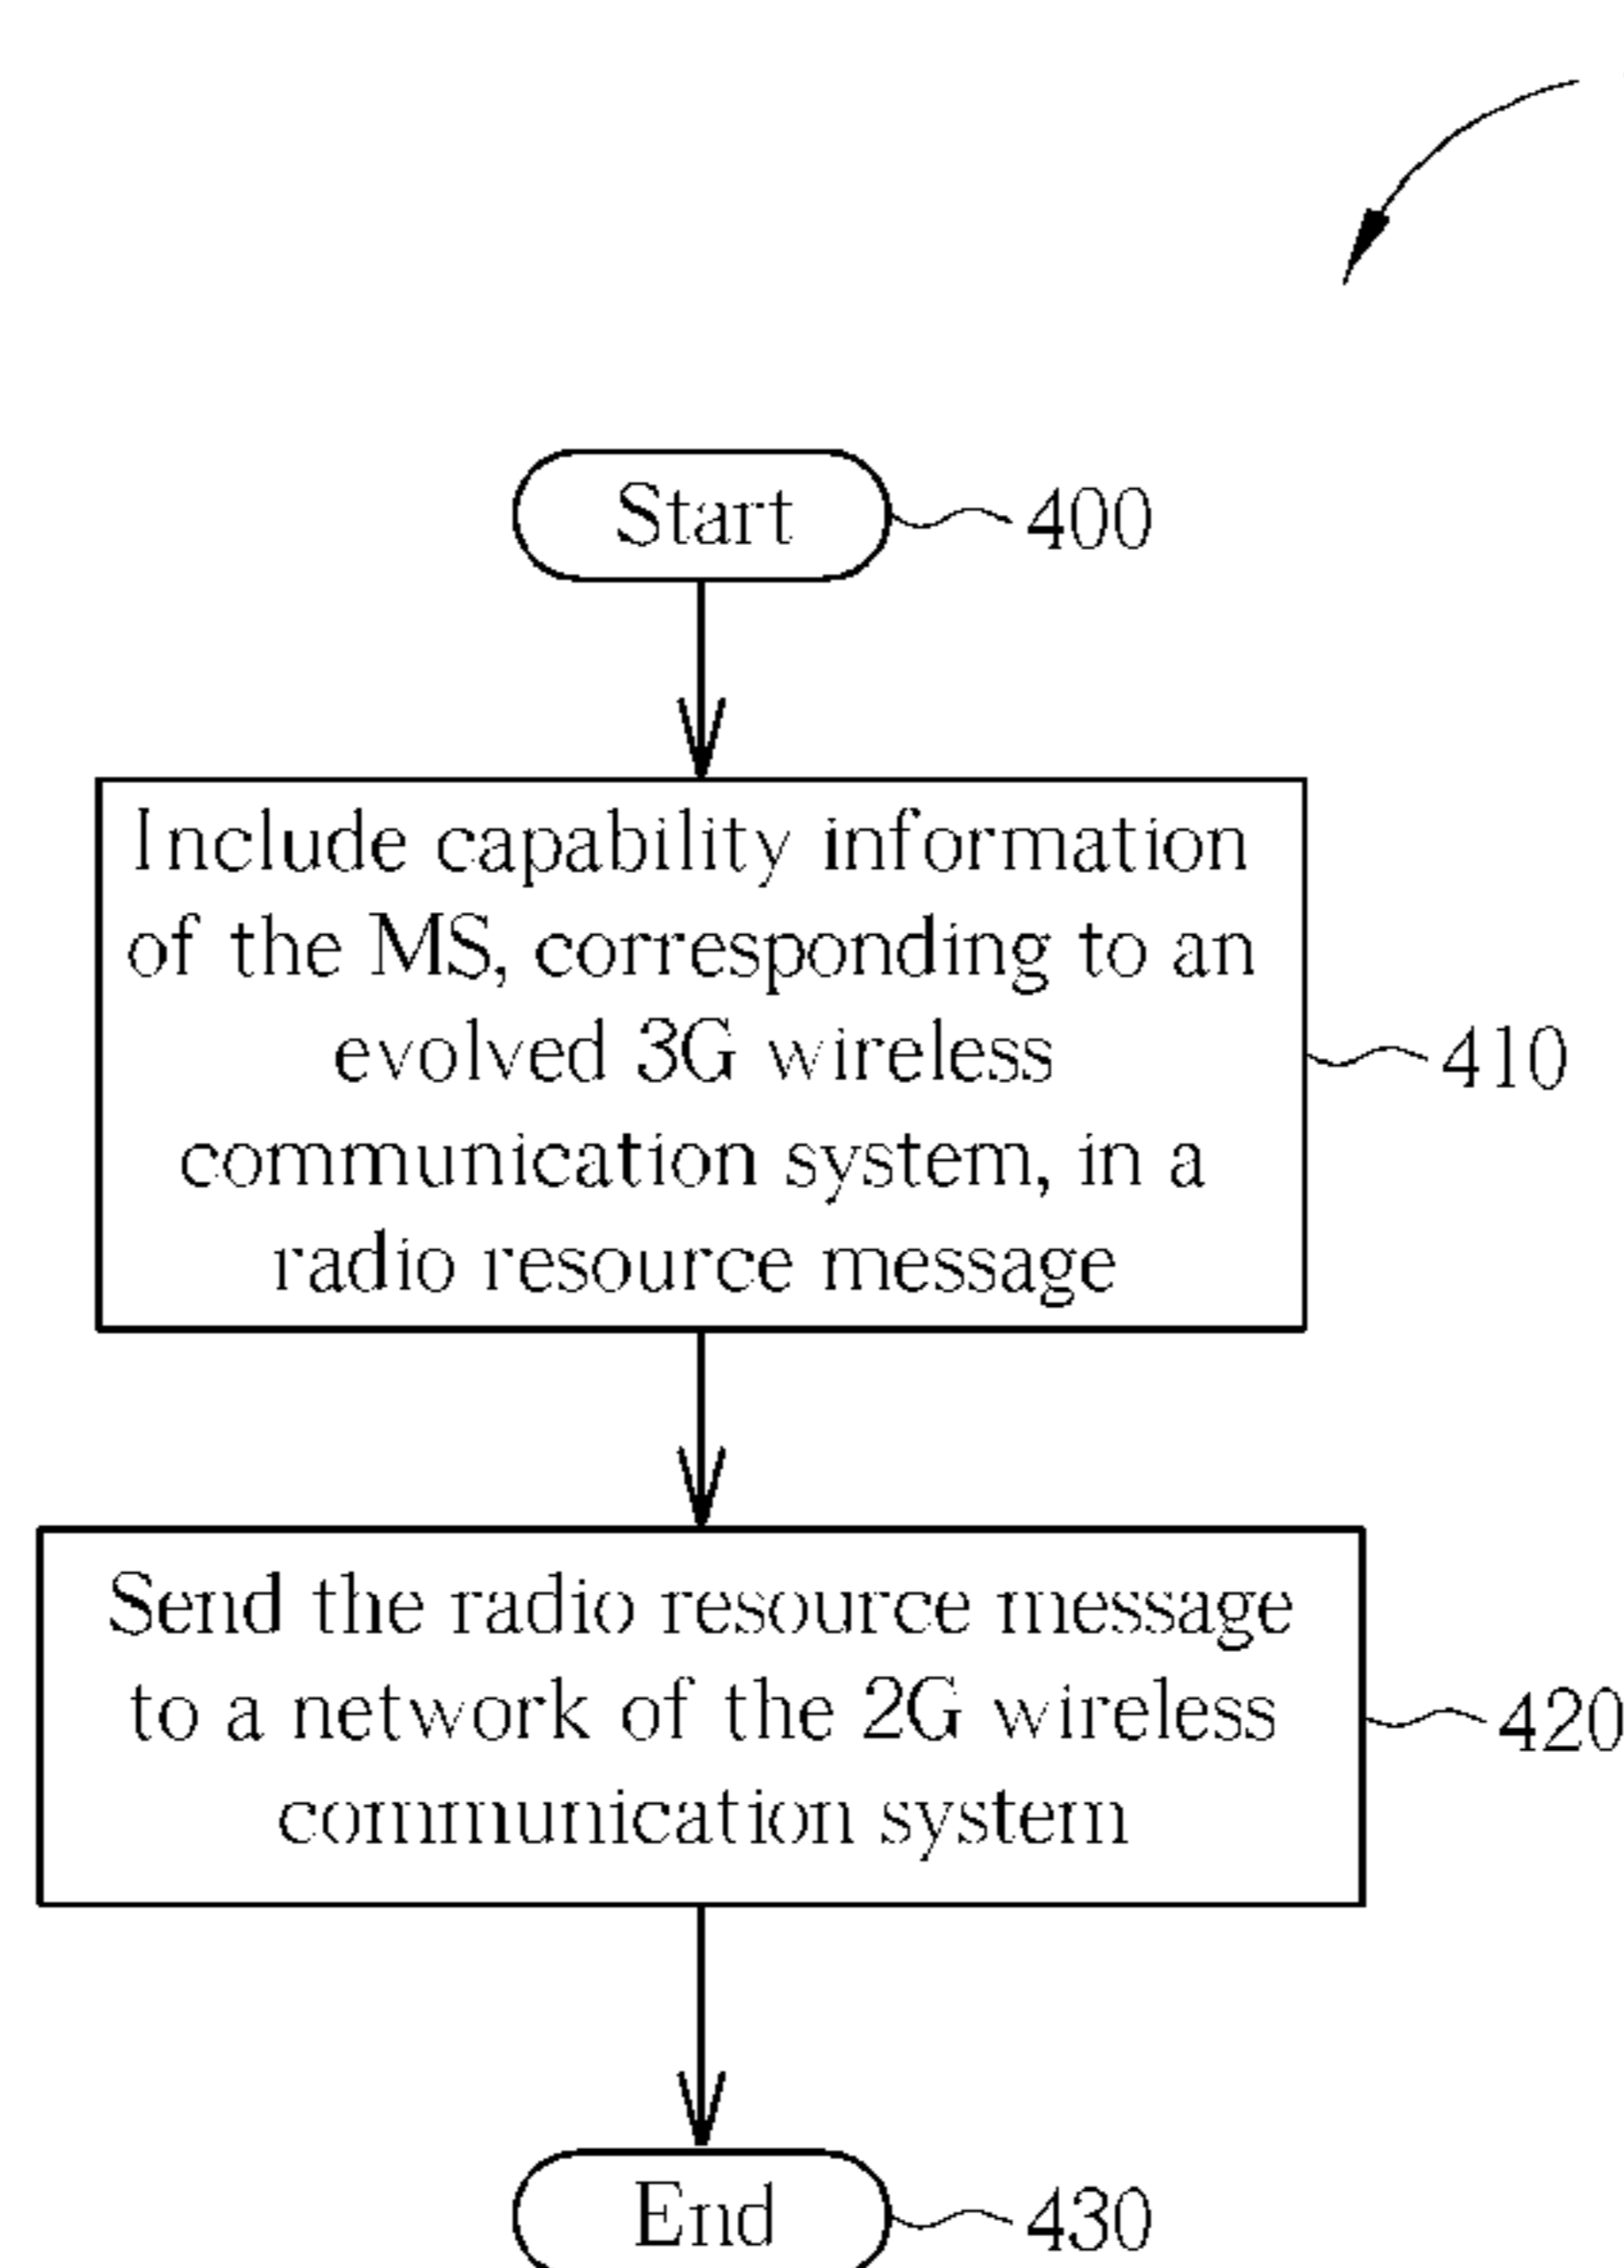 Start
400
Include capability information
of the MS, corresponding to an
evolved 3G wireless
communication system, in a
radio resource message
410
Send the radio resource message
to a network of the 2G wireless
communication system
420
End
430